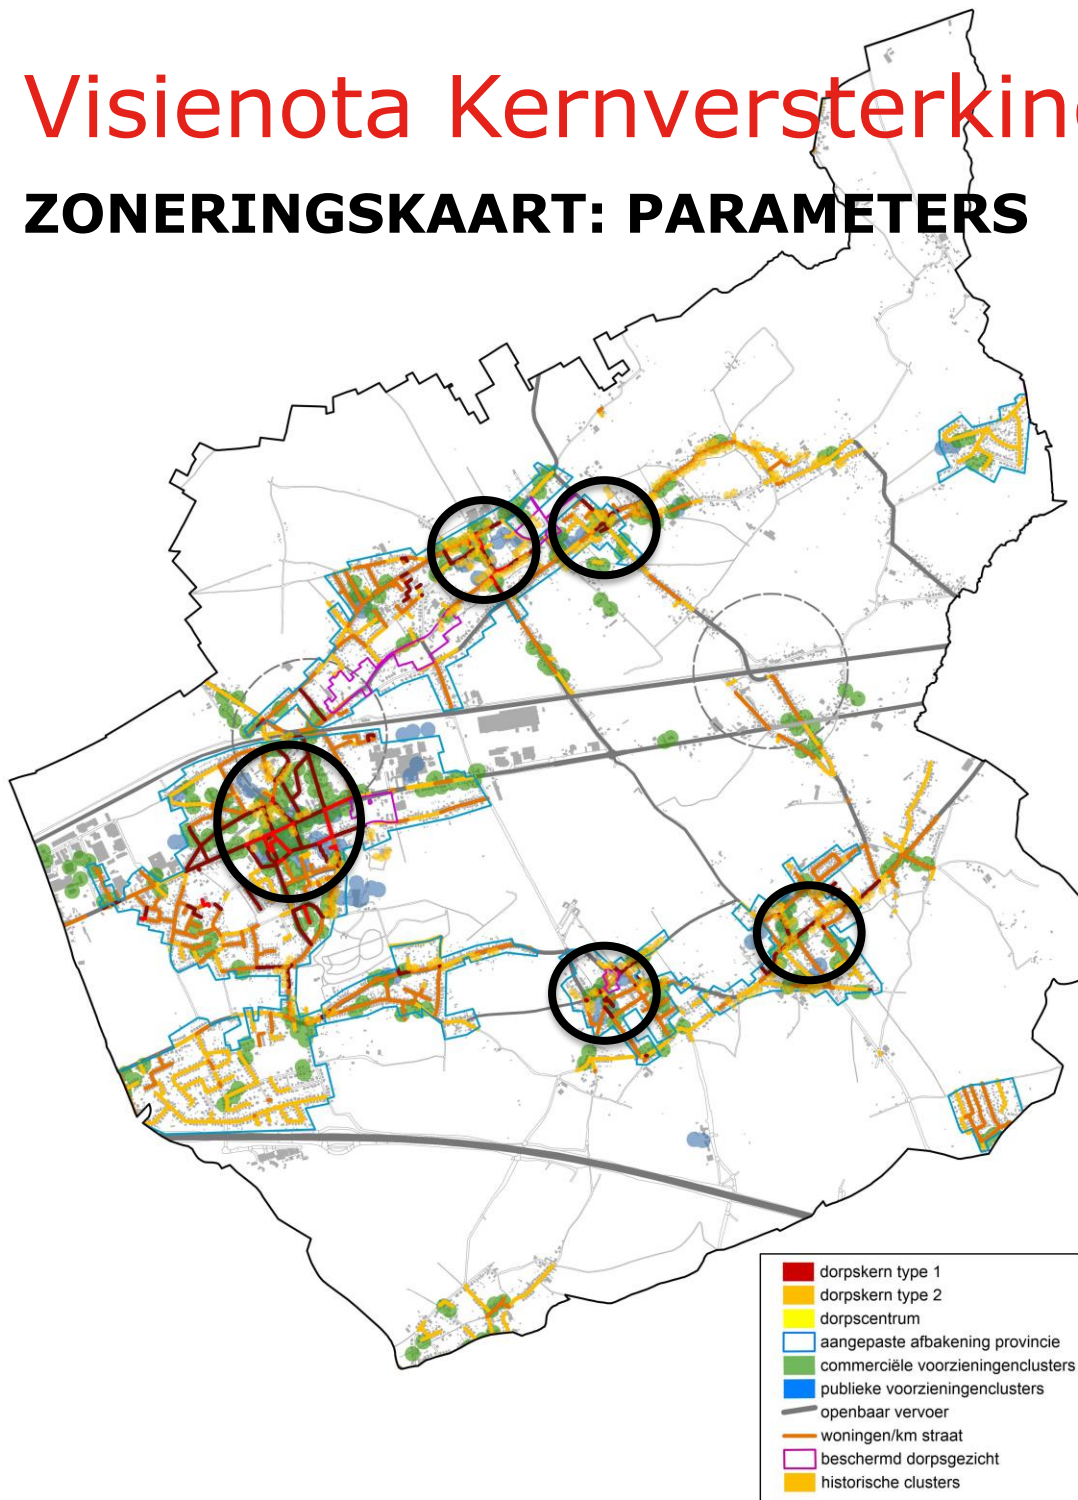 Visienota Kernversterking
ZONERINGSKAART: PARAMETERS
dorpskern type 1
dorpskern type 2
dorpscentrum
aangepaste afbakening provincie
commerciële voorzieningenclusters
publieke voorzieningenclusters
openbaar vervoer
woningen/km straat
beschermd dorpsgezicht
historische clusters